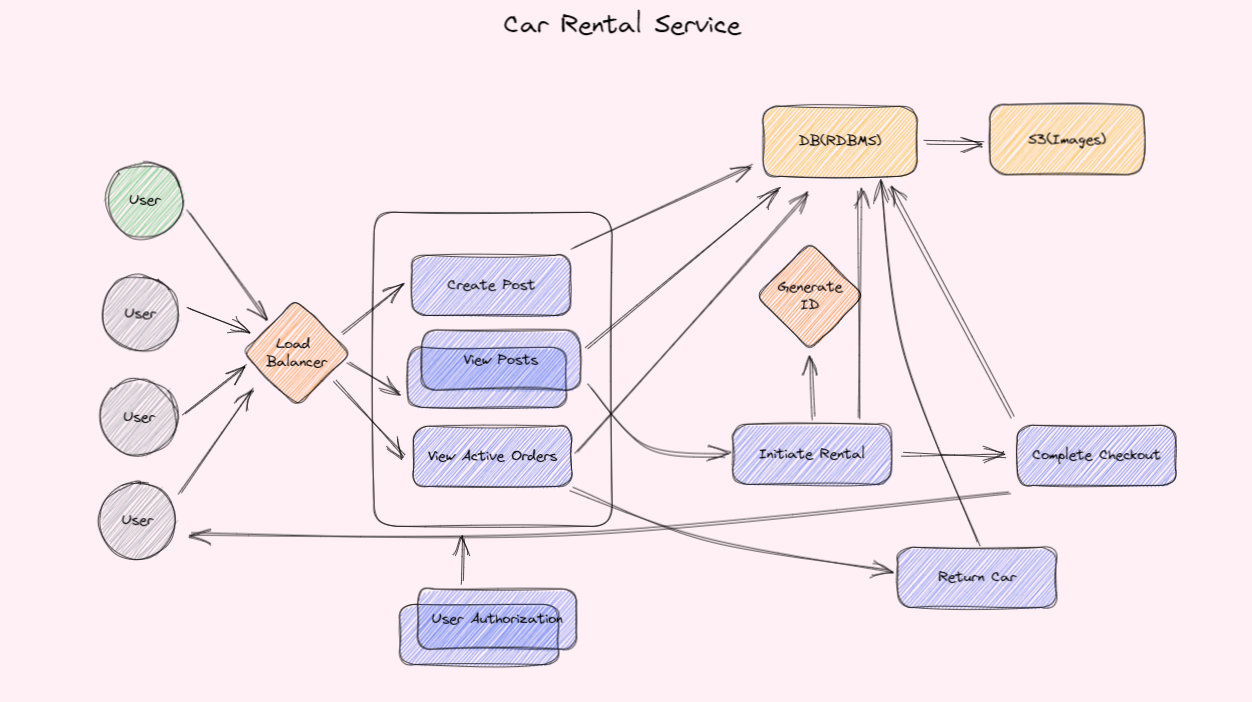 Car Rental Service
DB(RDBMS)
S3(Images)
User
Create Post
Generate
ID
User
Load
Balancer
View Posts
User
View Active Orders
Initiate Rental
Complete Checkout
User
Return Car
User Authorization